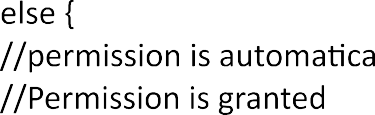 else {
//permission is automatica
//Permission is granted